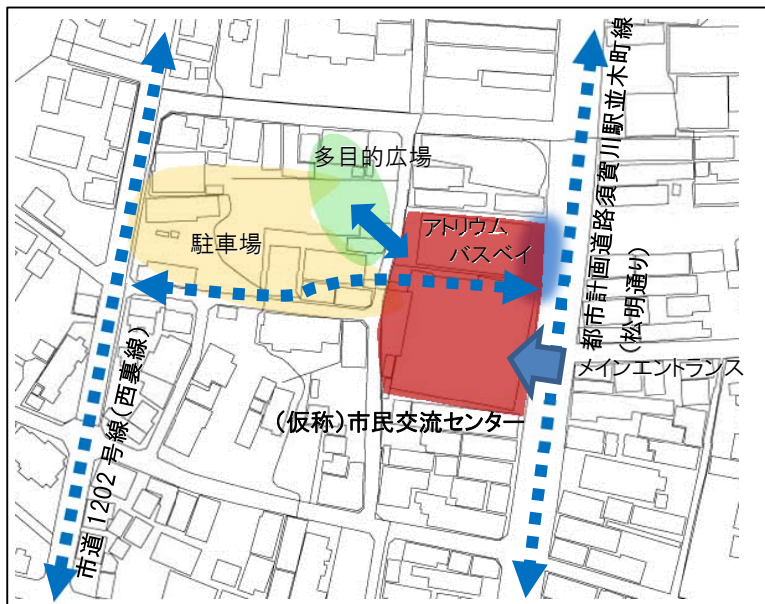 多目的広場
アトリウム
バスベイ
駐車場
都市計画道路須賀川駅並木町線
(松明通り)
メインエントランス
(仮称)市民交流センター
市道1202号線(西裏線)